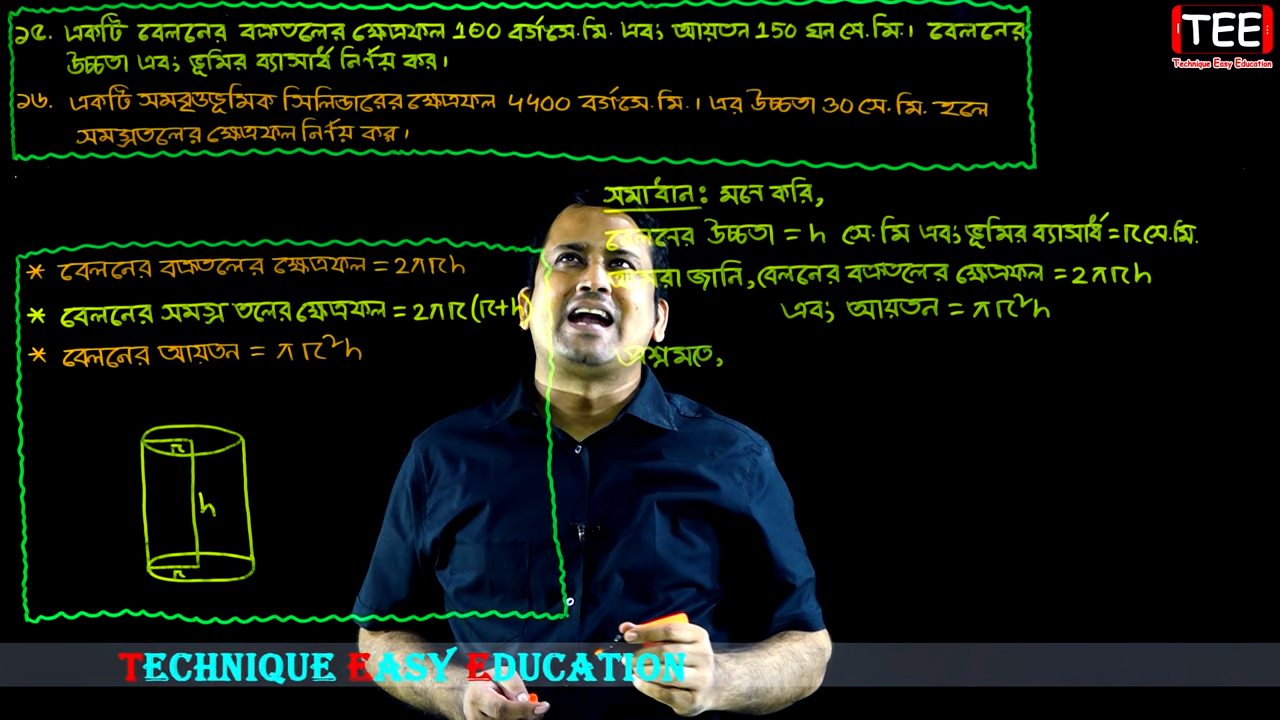 ১৫. একটি বেলনের বক্রতলের ক্ষেত্রফল 100 বর্গসে.মি. এবং আয়তন 150 ঘন সে.মি.। বেলনের
উচ্চতা এবং ভূমির ব্যাসার্ধ নির্ণয় কর।
১৬. একটি সমবৃত্তভূমিক সিলিন্ডারের ক্ষেত্রফল 4400 বর্গসে.মি.। এর উচ্চতা 30 সে.মি. হলে
সমগ্রতলের ক্ষেত্রফল নির্ণয় কর।
TEE
Technique Easy Education
সমাধান: মনে করি,
বেলনের উচ্চতা = h সে.মি এবং ভূমির ব্যাসার্ধ = r সে.মি.
জানি, বেলনের বক্রতলের ক্ষেত্রফল = 2πrh
এবং আয়তন = πr²h
প্রশ্নমতে,
* বেলনের বক্রতলের ক্ষেত্রফল = 2πrh
* বেলনের সমগ্র তলের ক্ষেত্রফল = 2πr(r+h)
* বেলনের আয়তন = πr²h
r
h
r
TECHNIQUE EASY EDUCATION